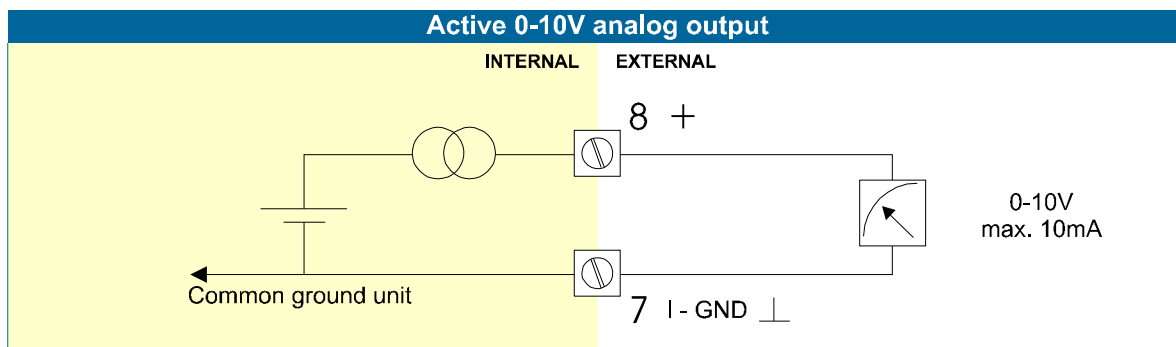 Active 0-10V analog output
INTERNAL EXTERNAL
8 +
0-10V
max. 10mA
Common ground unit
7 I - GND ⊥